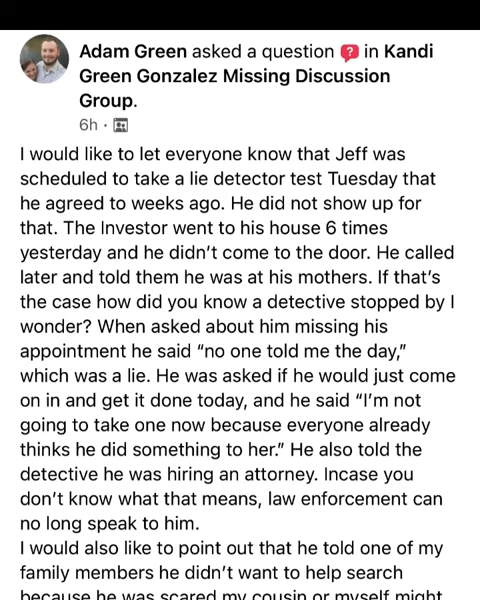 Adam Green asked a question in Kandi
Green Gonzalez Missing Discussion
Group.
6h ·
I would like to let everyone know that Jeff was
scheduled to take a lie detector test Tuesday that
he agreed to weeks ago. He did not show up for
that. The Investor went to his house 6 times
yesterday and he didn’t come to the door. He called
later and told them he was at his mothers. If that’s
the case how did you know a detective stopped by I
wonder? When asked about him missing his
appointment he said “no one told me the day,”
which was a lie. He was asked if he would just come
on in and get it done today, and he said “I’m not
going to take one now because everyone already
thinks he did something to her.” He also told the
detective he was hiring an attorney. Incase you
don’t know what that means, law enforcement can
no long speak to him.
I would also like to point out that he told one of my
family members he didn’t want to help search
because he was scared my cousin or myself might